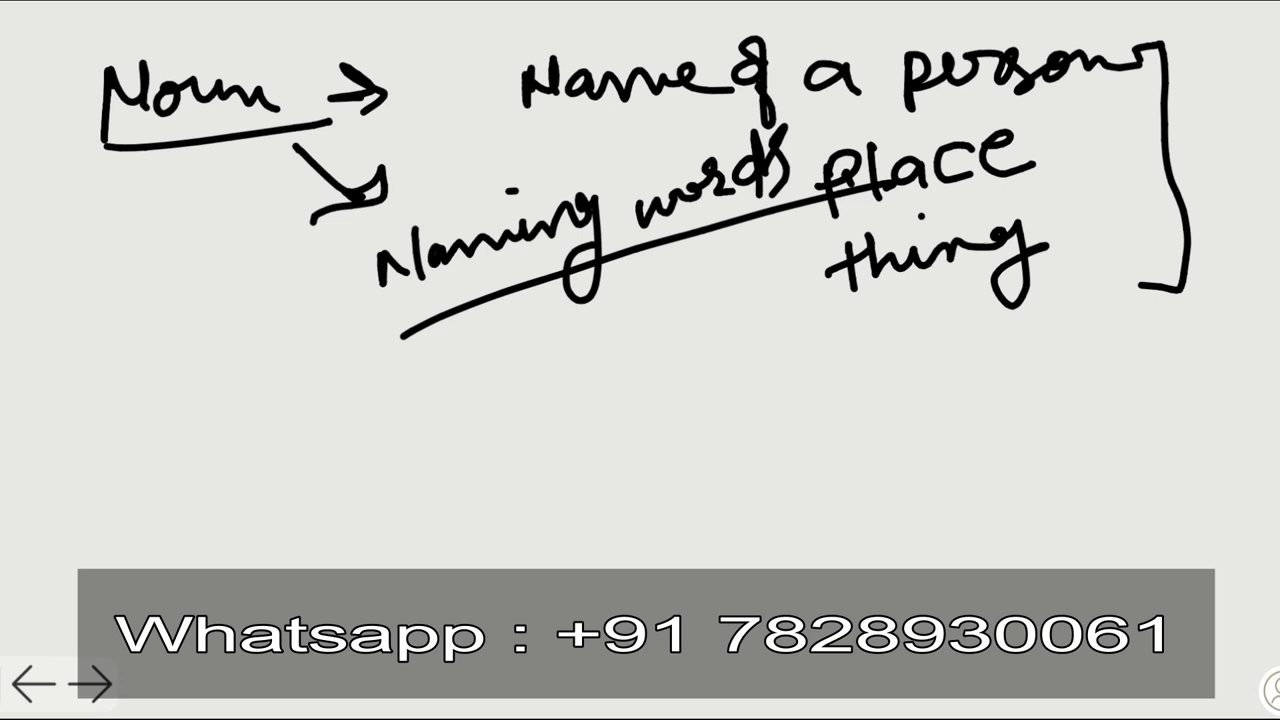 Noun → Name of a person
Naming words place
thing
Whatsapp : +91 7828930061